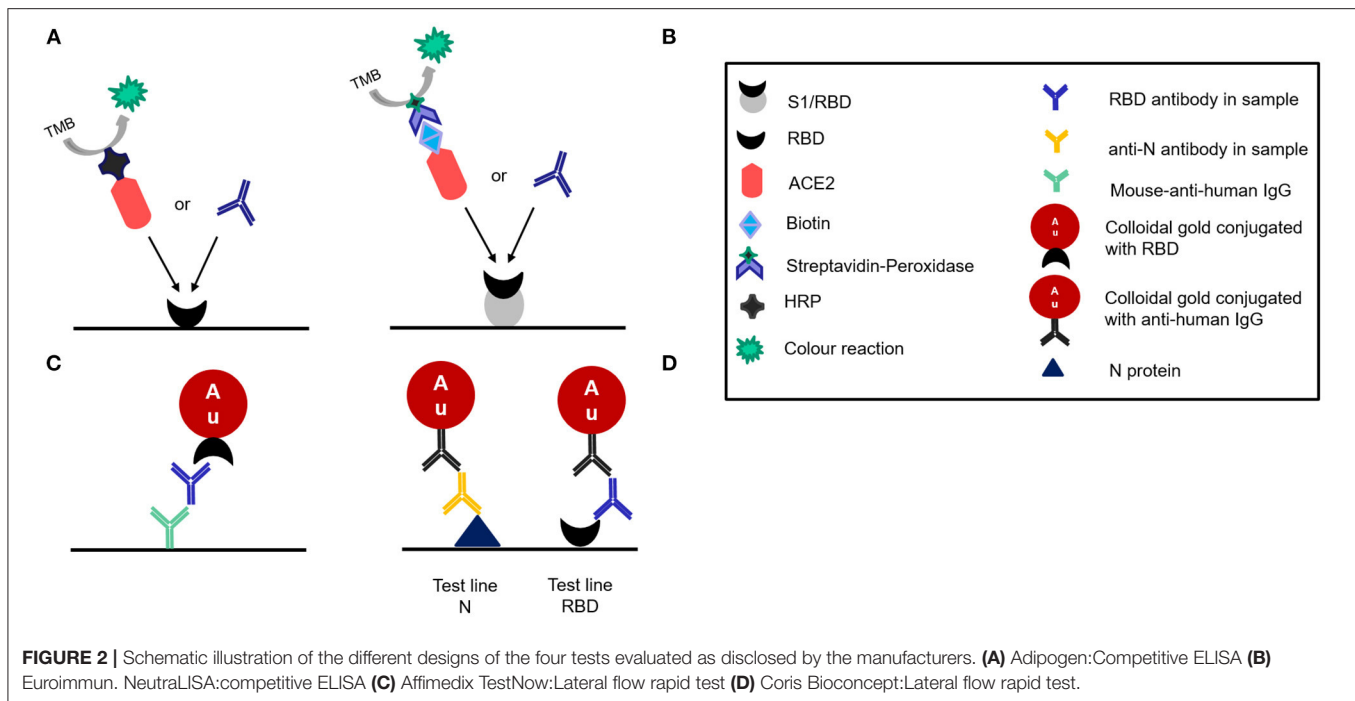 A
B
TMB
or
TMB
or
S1/RBD
RBD
ACE2
Biotin
Streptavidin-Peroxidase
HRP
Colour reaction
RBD antibody in sample
anti-N antibody in sample
Mouse-anti-human IgG
A
u
Colloidal gold conjugated
with RBD
A
u
Colloidal gold conjugated
with anti-human IgG
N protein
C
D
A
u
A
u
A
u
Test line
N
Test line
RBD
FIGURE 2 | Schematic illustration of the different designs of the four tests evaluated as disclosed by the manufacturers. (A) Adipogen:Competitive ELISA (B)
Euroimmun. NeutraLISA:competitive ELISA (C) Affimedix TestNow:Lateral flow rapid test (D) Coris Bioconcept:Lateral flow rapid test.